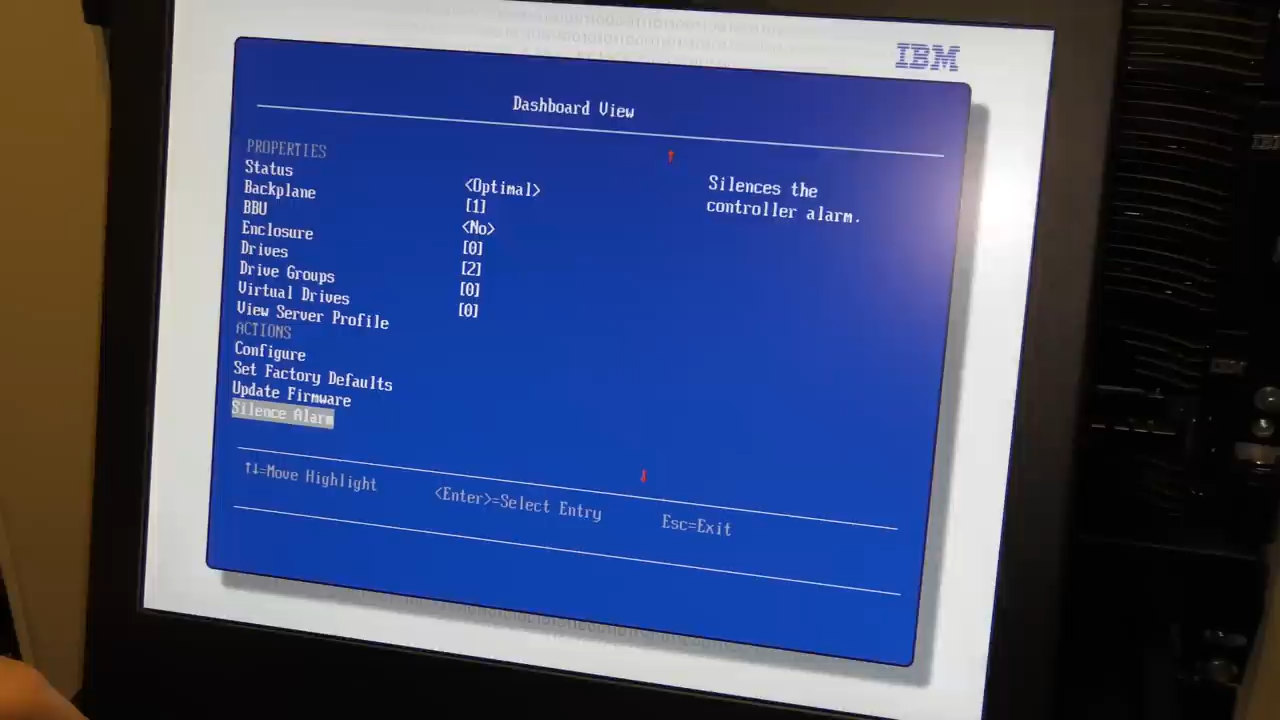 IBM
Dashboard View
PROPERTIES
Status <Optimal>
Backplane [1]
BBU <No>
Enclosure [0]
Drives [2]
Drive Groups [0]
Virtual Drives [0]
View Server Profile
ACTIONS
Configure
Set Factory Defaults
Update Firmware
Silence Alarm
Silences the
controller alarm.
↑↓=Move Highlight <Enter>=Select Entry Esc=Exit